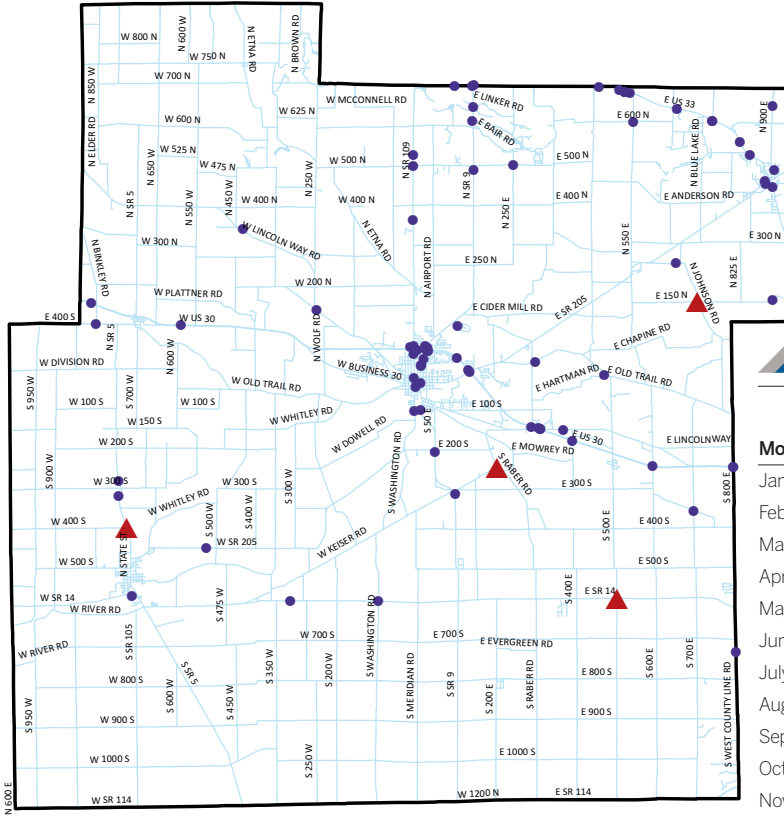 W 800 N
N 600 W
N ETNA RD
N BROWN RD
W 750 N
W 700 N
N 850 W
W MCCONNELL RD
E LINKER RD
E US 33
N 900 E
W 625 N
W 600 N
E 600 N
E BAIR RD
N ELDER RD
W 525 N
N 650 W
W 475 N
N 250 W
W 500 N
N SR 109
E 500 N
N BLUE LAKE RD
N SR 9
N SR 5
N 550 W
N 450 W
W 400 N
W 400 N
N 250 E
E 400 N
E ANDERSON RD
W LINCOLN WAY RD
N ETNA RD
W 300 N
N 550 E
E 300 N
N BINKLEY RD
N AIRPORT RD
E 250 N
N 825 E
W 200 N
N JOHNSON RD
W PLATTNER RD
E 150 N
E CIDER MILL RD
E SR 205
E 400 S
W US 30
N SR 5
N WOLF RD
E CHAPINE RD
N 600 W
W DIVISION RD
W BUSINESS 30
E HARTMAN RD
E OLD TRAIL RD
W OLD TRAIL RD
S 950 W
S 700 W
W 100 S
W 100 S
E 100 S
W 150 S
W WHITLEY RD
S 50 E
W DOWELL RD
E US 30
E LINCOLNWAY
W 200 S
E 200 S
E MOWREY RD
Mo
S 900 W
S WASHINGTON RD
S RABER RD
W 300 S
W 300 S
S 300 W
E 300 S
S 800 E
Jan
W WHITLEY RD
S 400 W
S 500 W
Feb
W 400 S
S 500 E
E 400 S
N STATE ST
W KEISER RD
W SR 205
Ma
W 500 S
E 500 S
Apr
W SR 14
S 475 W
S 400 E
E SR 14
W RIVER RD
S WASHINGTON RD
Ma
S SR 105
W 700 S
E 700 S
E EVERGREEN RD
Jun
W RIVER RD
S SR 5
S 350 W
S 200 W
S 600 E
S 700 E
W 800 S
E 800 S
July
S 950 W
S 600 W
S 450 W
S MERIDIAN RD
S SR 9
S 200 E
S RABER RD
S WEST COUNTY LINE RD
Aug
W 900 S
E 900 S
Sep
W 1000 S
S 250 W
E 1000 S
Oct
N 600 E
W SR 114
W 1200 N
E SR 114
Nov